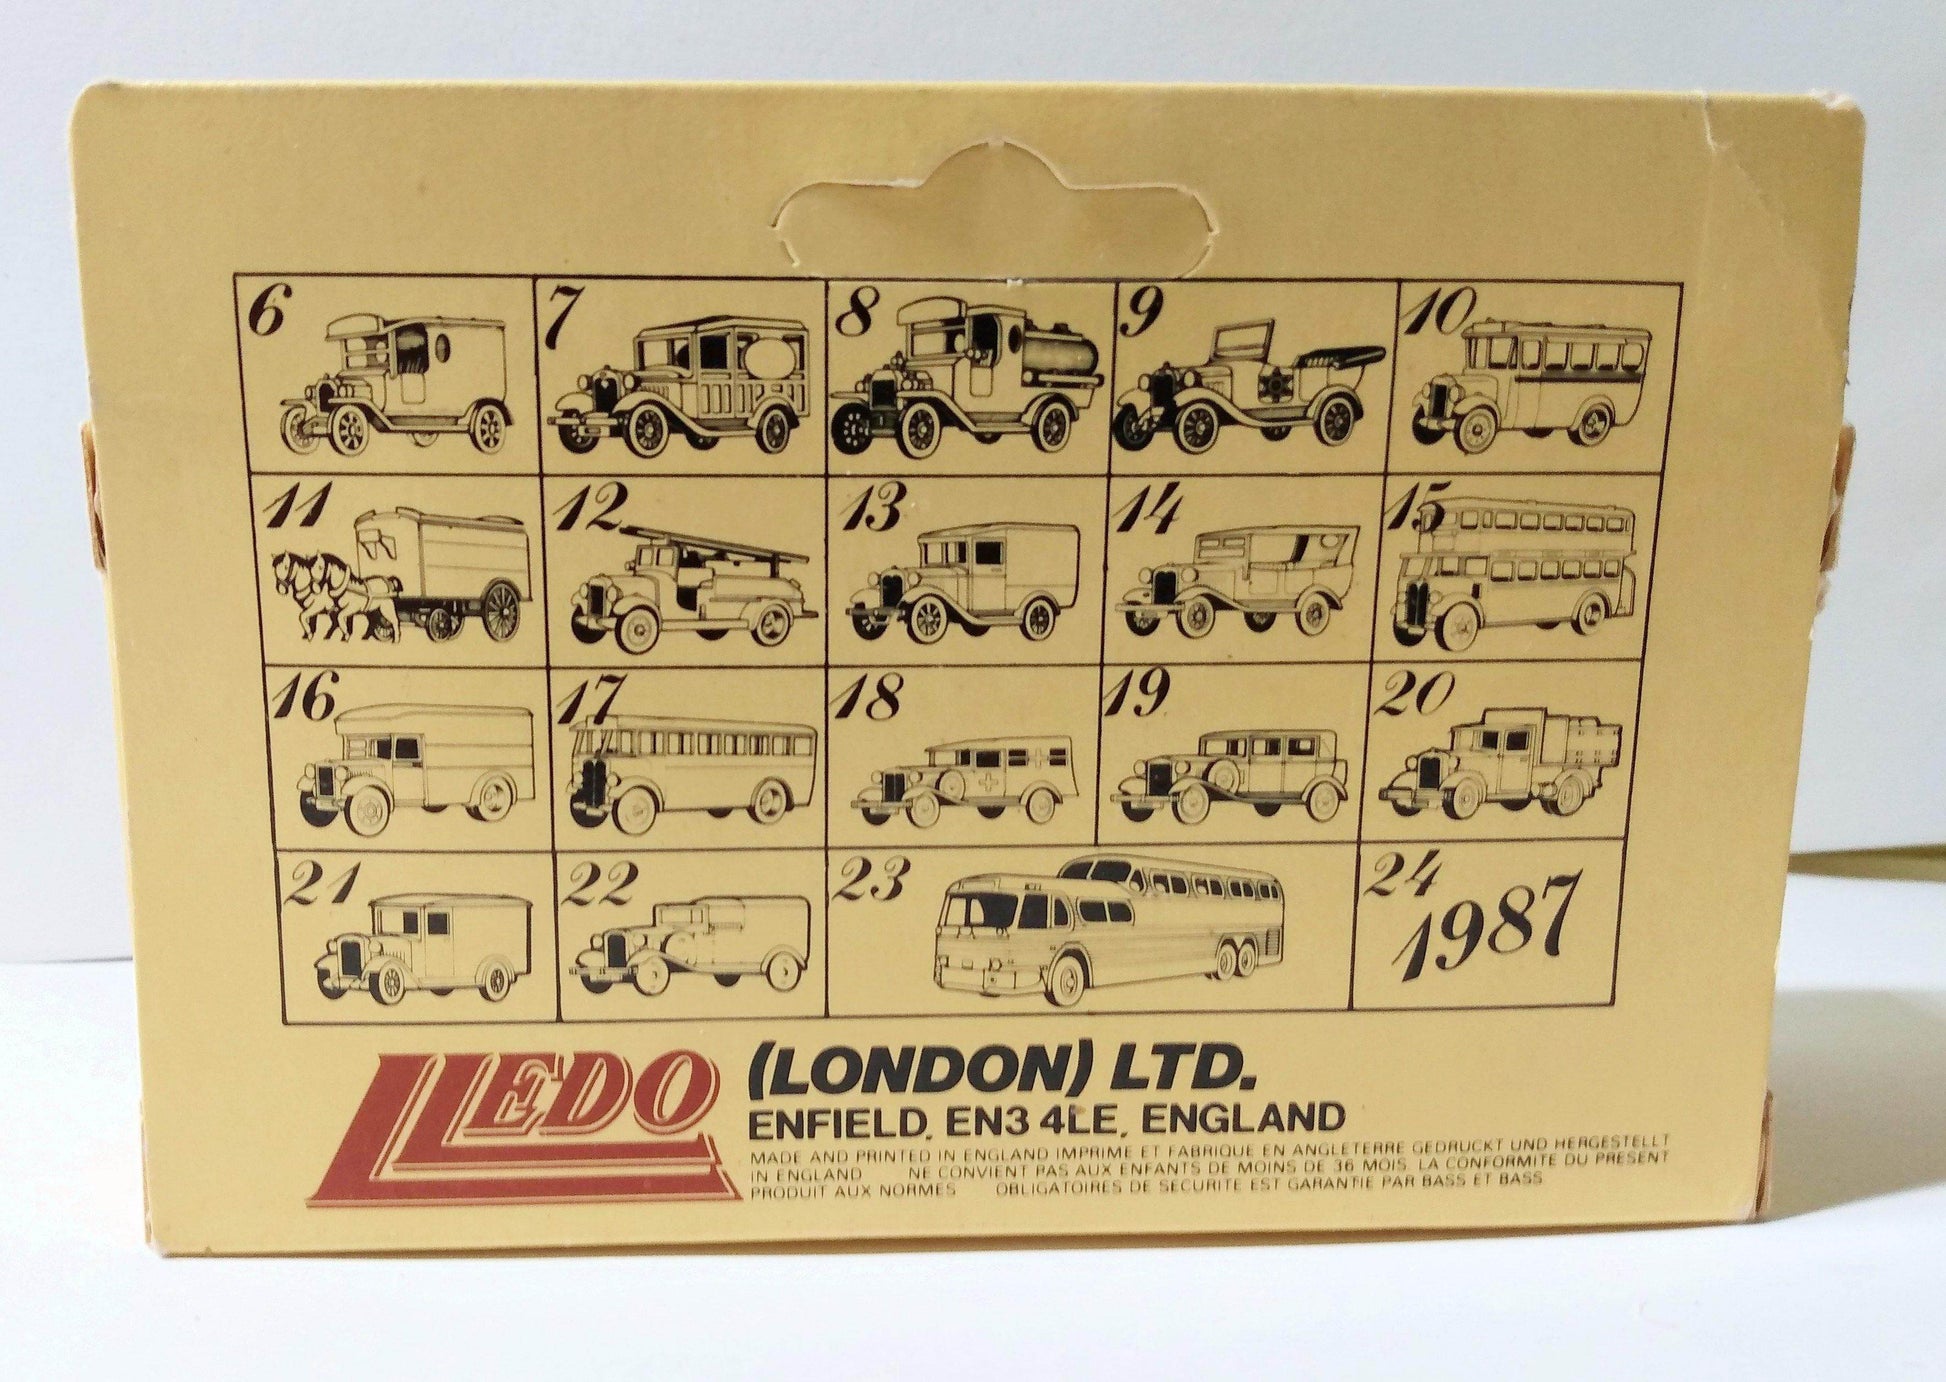 6 7 8 9 10
11 12 13 14 15
16 17 18 19 20
21 22 23 24
1987
LLEDO
(LONDON) LTD.
ENFIELD, EN3 4LE, ENGLAND
MADE AND PRINTED IN ENGLAND IMPRIME ET FABRIQUE EN ANGLETERRE GEDRUCKT UND HERGESTELLT
IN ENGLAND NE CONVIENT PAS AUX ENFANTS DE MOINS DE 36 MOIS. LA CONFORMITE DU PRESENT
PRODUIT AUX NORMES OBLIGATOIRES DE SECURITE EST GARANTIE PAR BASS ET BASS